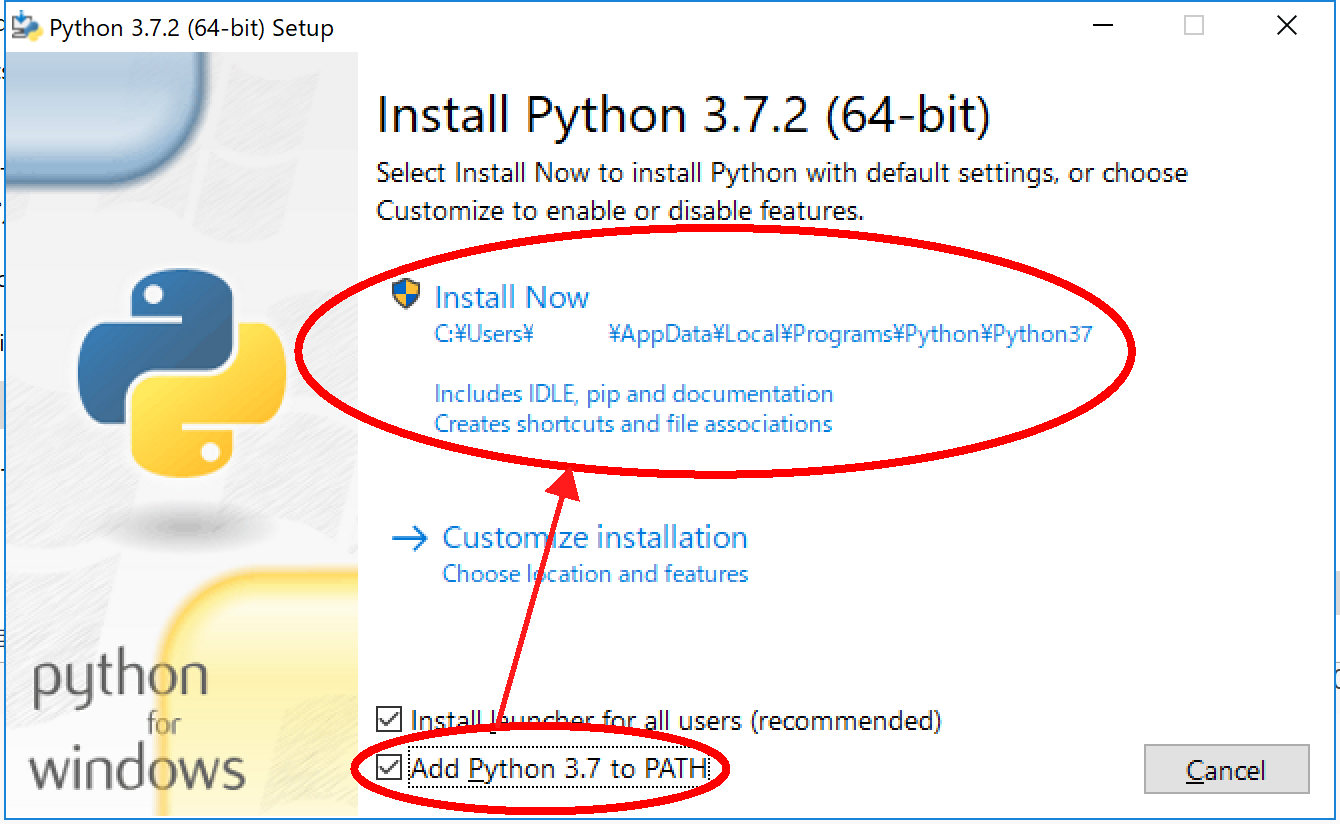 Python 3.7.2 (64-bit) Setup
Install Python 3.7.2 (64-bit)
Select Install Now to install Python with default settings, or choose
Customize to enable or disable features.
Install Now
C:¥Users¥ ¥AppData¥Local¥Programs¥Python¥Python37
Includes IDLE, pip and documentation
Creates shortcuts and file associations
Customize installation
Choose location and features
Install launcher for all users (recommended)
Add Python 3.7 to PATH
Cancel
python
for
windows